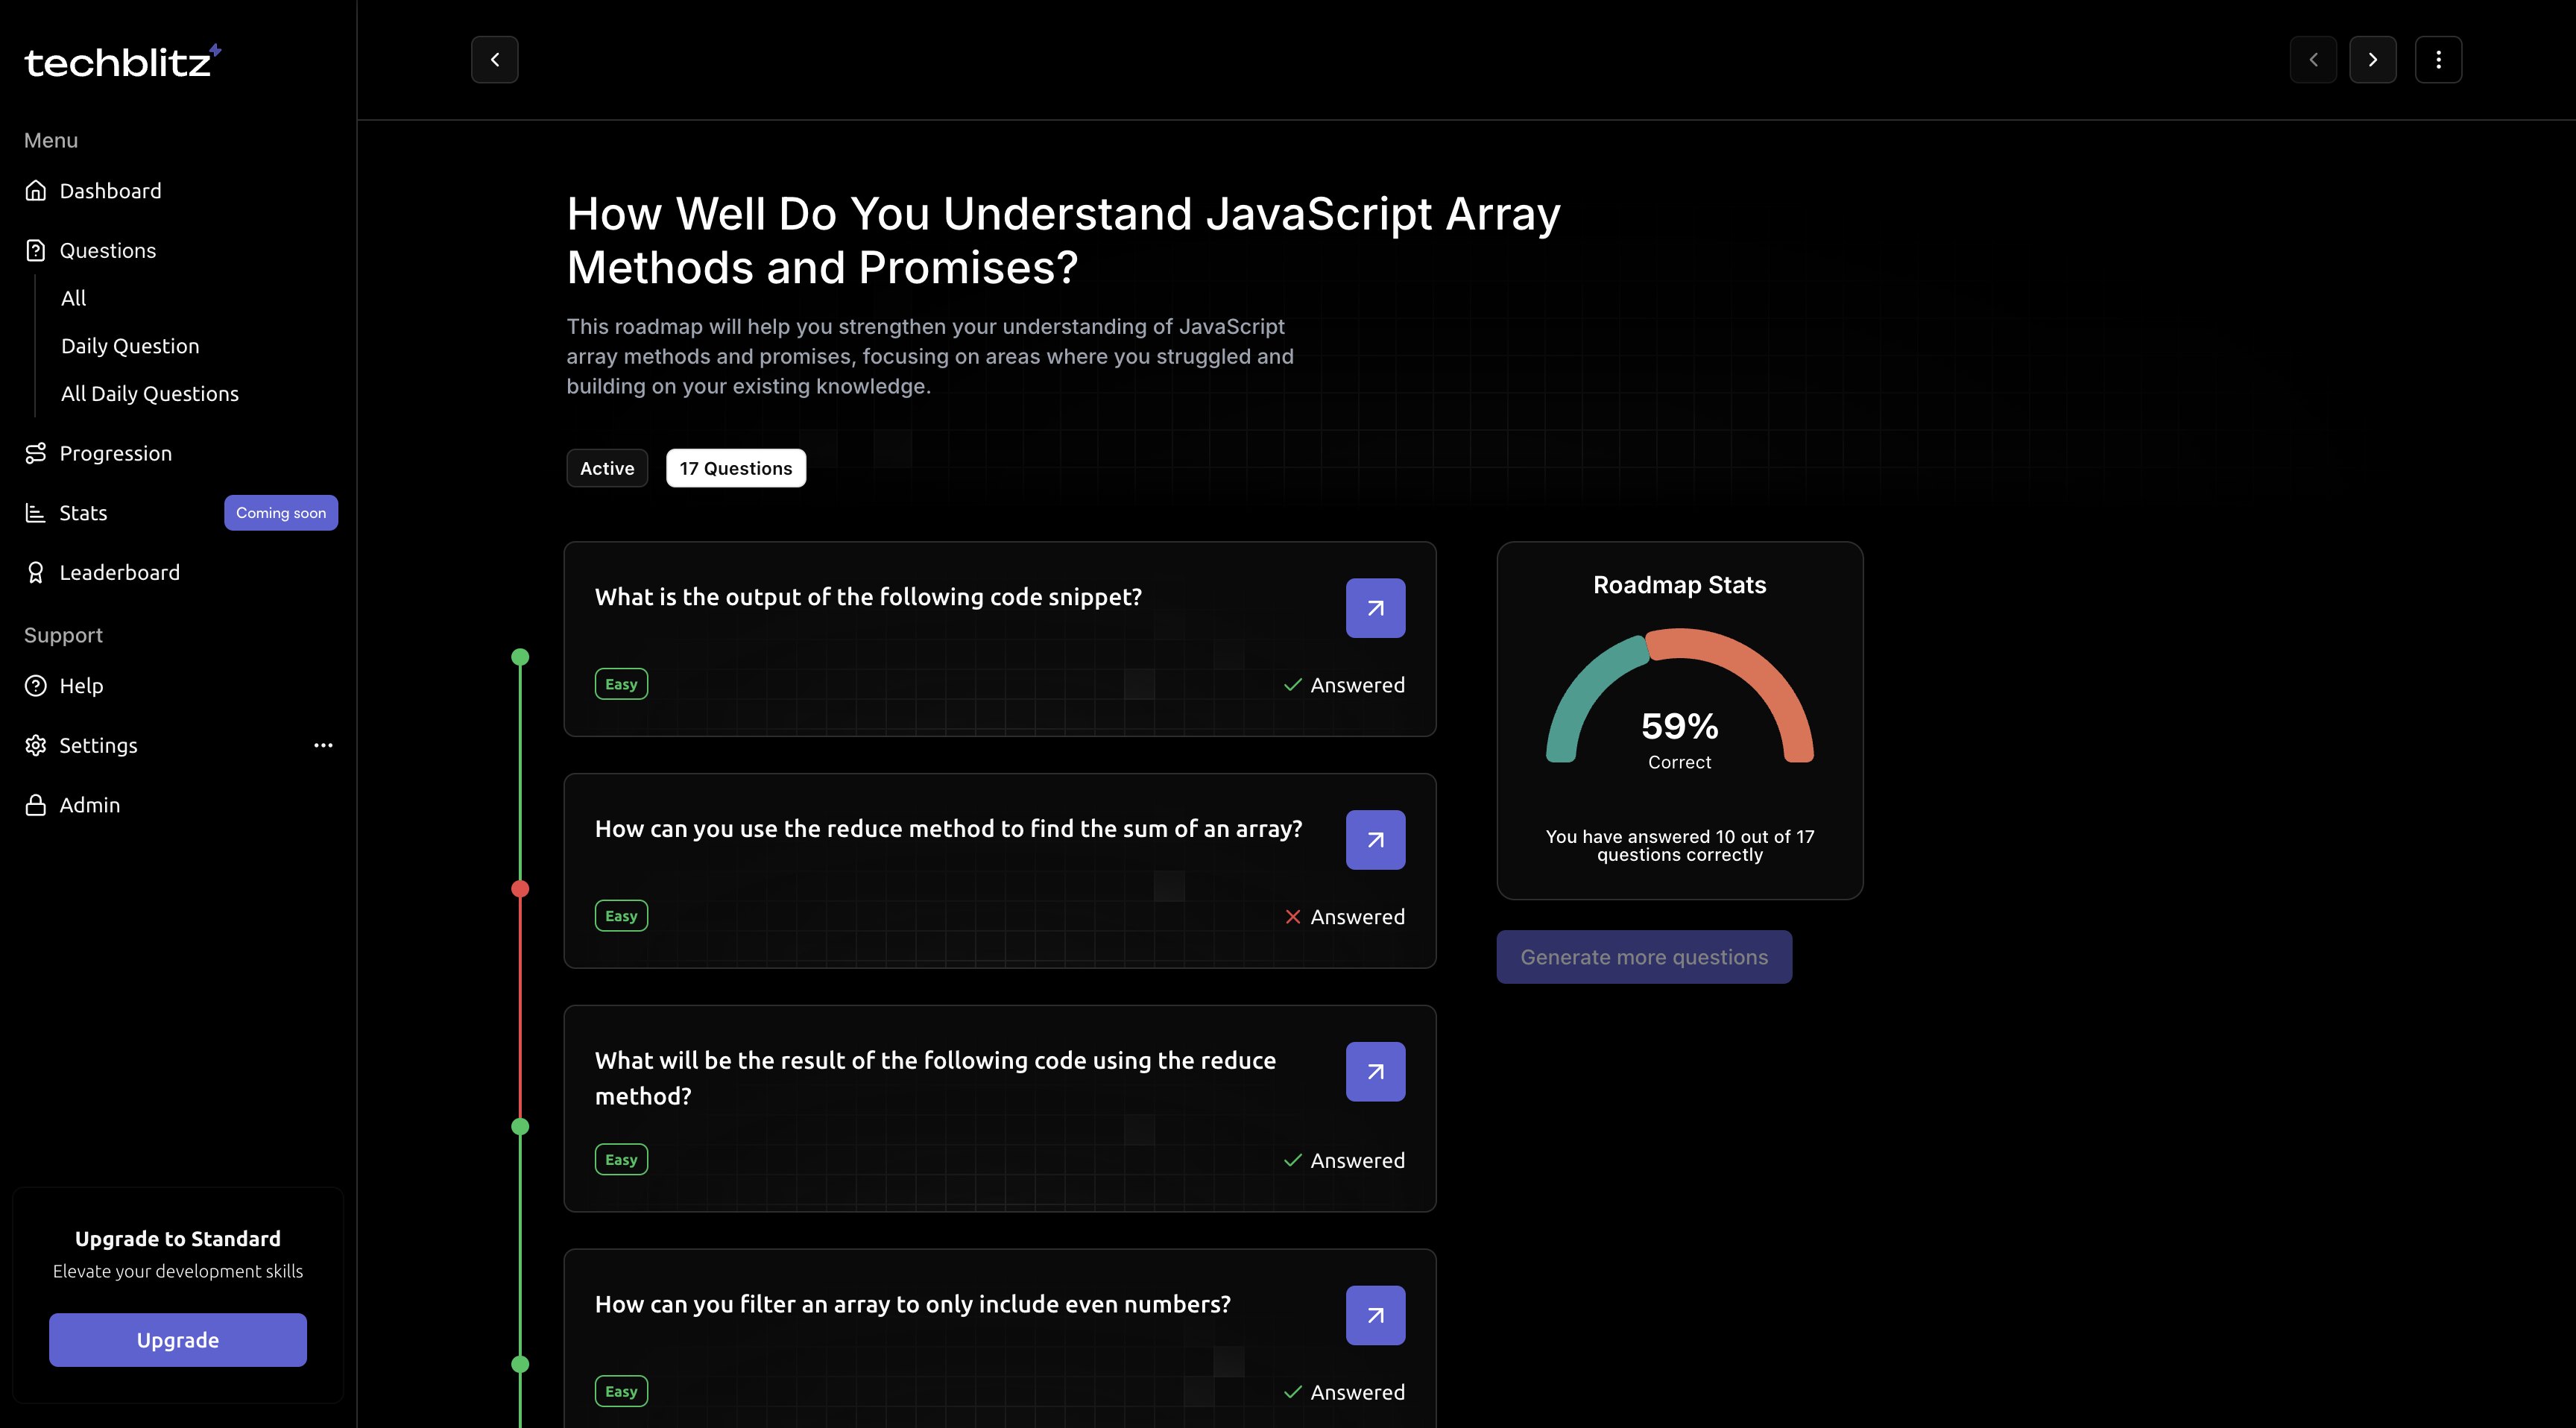 techblitz
Menu
Dashboard
Questions
All
Daily Question
All Daily Questions
Progression
Stats
Coming soon
Leaderboard
Support
Help
Settings
Admin
Upgrade to Standard
Elevate your development skills
Upgrade
How Well Do You Understand JavaScript Array
Methods and Promises?
This roadmap will help you strengthen your understanding of JavaScript
array methods and promises, focusing on areas where you struggled and
building on your existing knowledge.
Active
17 Questions
What is the output of the following code snippet?
Easy
Answered
How can you use the reduce method to find the sum of an array?
Easy
Answered
What will be the result of the following code using the reduce
method?
Easy
Answered
How can you filter an array to only include even numbers?
Easy
Answered
Roadmap Stats
59%
Correct
You have answered 10 out of 17
questions correctly
Generate more questions